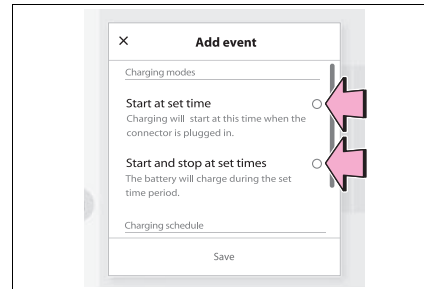 × Add event
Charging modes
Start at set time
Charging will start at this time when the
connector is plugged in.
Start and stop at set times
The battery will charge during the set
time period.
Charging schedule
Save